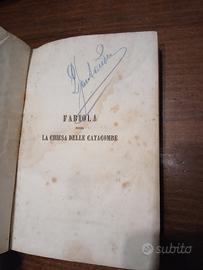 FABIOLA
LA CHIESA DELLE CATACOMBE
subito